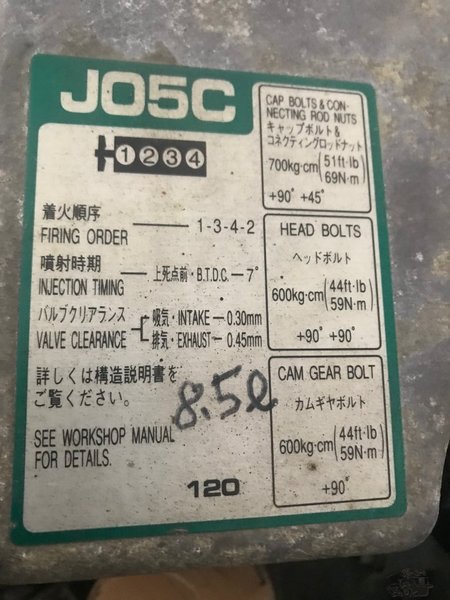 J05C
1 2 3 4
着火順序
FIRING ORDER 1-3-4-2
噴射時期
INJECTION TIMING 上死点前・B.T.D.C. 7°
バルブクリアランス
VALVE CLEARANCE
吸気・INTAKE 0.30mm
排気・EXHAUST 0.45mm
詳しくは構造説明書を
ご覧ください。
8.5ℓ
SEE WORKSHOP MANUAL
FOR DETAILS.
120
CAP BOLTS & CON-
NECTING ROD NUTS
キャップボルト&
コネクティングロッドナット
700kg·cm (51ft·lb
69N·m)
+90° +45°
HEAD BOLTS
ヘッドボルト
600kg·cm (44ft·lb
59N·m)
+90° +90°
CAM GEAR BOLT
カムギヤボルト
600kg·cm (44ft·lb
59N·m)
+90°